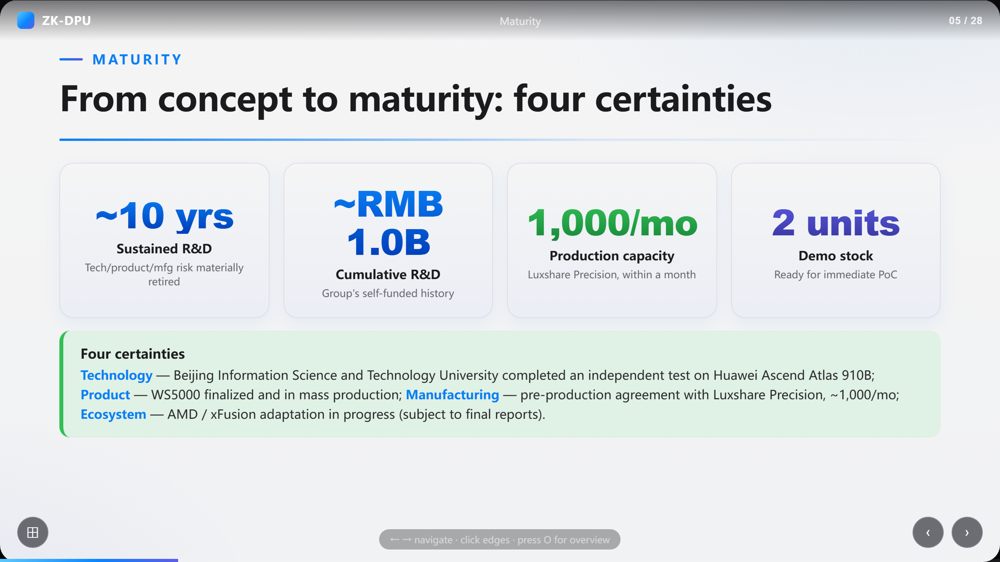 ZK-DPU
Maturity
05 / 28
MATURITY
From concept to maturity: four certainties
~10 yrs
Sustained R&D
Tech/product/mfg risk materially
retired
~RMB
1.0B
Cumulative R&D
Group's self-funded history
1,000/mo
Production capacity
Luxshare Precision, within a month
2 units
Demo stock
Ready for immediate PoC
Four certainties
Technology — Beijing Information Science and Technology University completed an independent test on Huawei Ascend Atlas 910B;
Product — WS5000 finalized and in mass production; Manufacturing — pre-production agreement with Luxshare Precision, ~1,000/mo;
Ecosystem — AMD / xFusion adaptation in progress (subject to final reports).
← → navigate · click edges · press O for overview